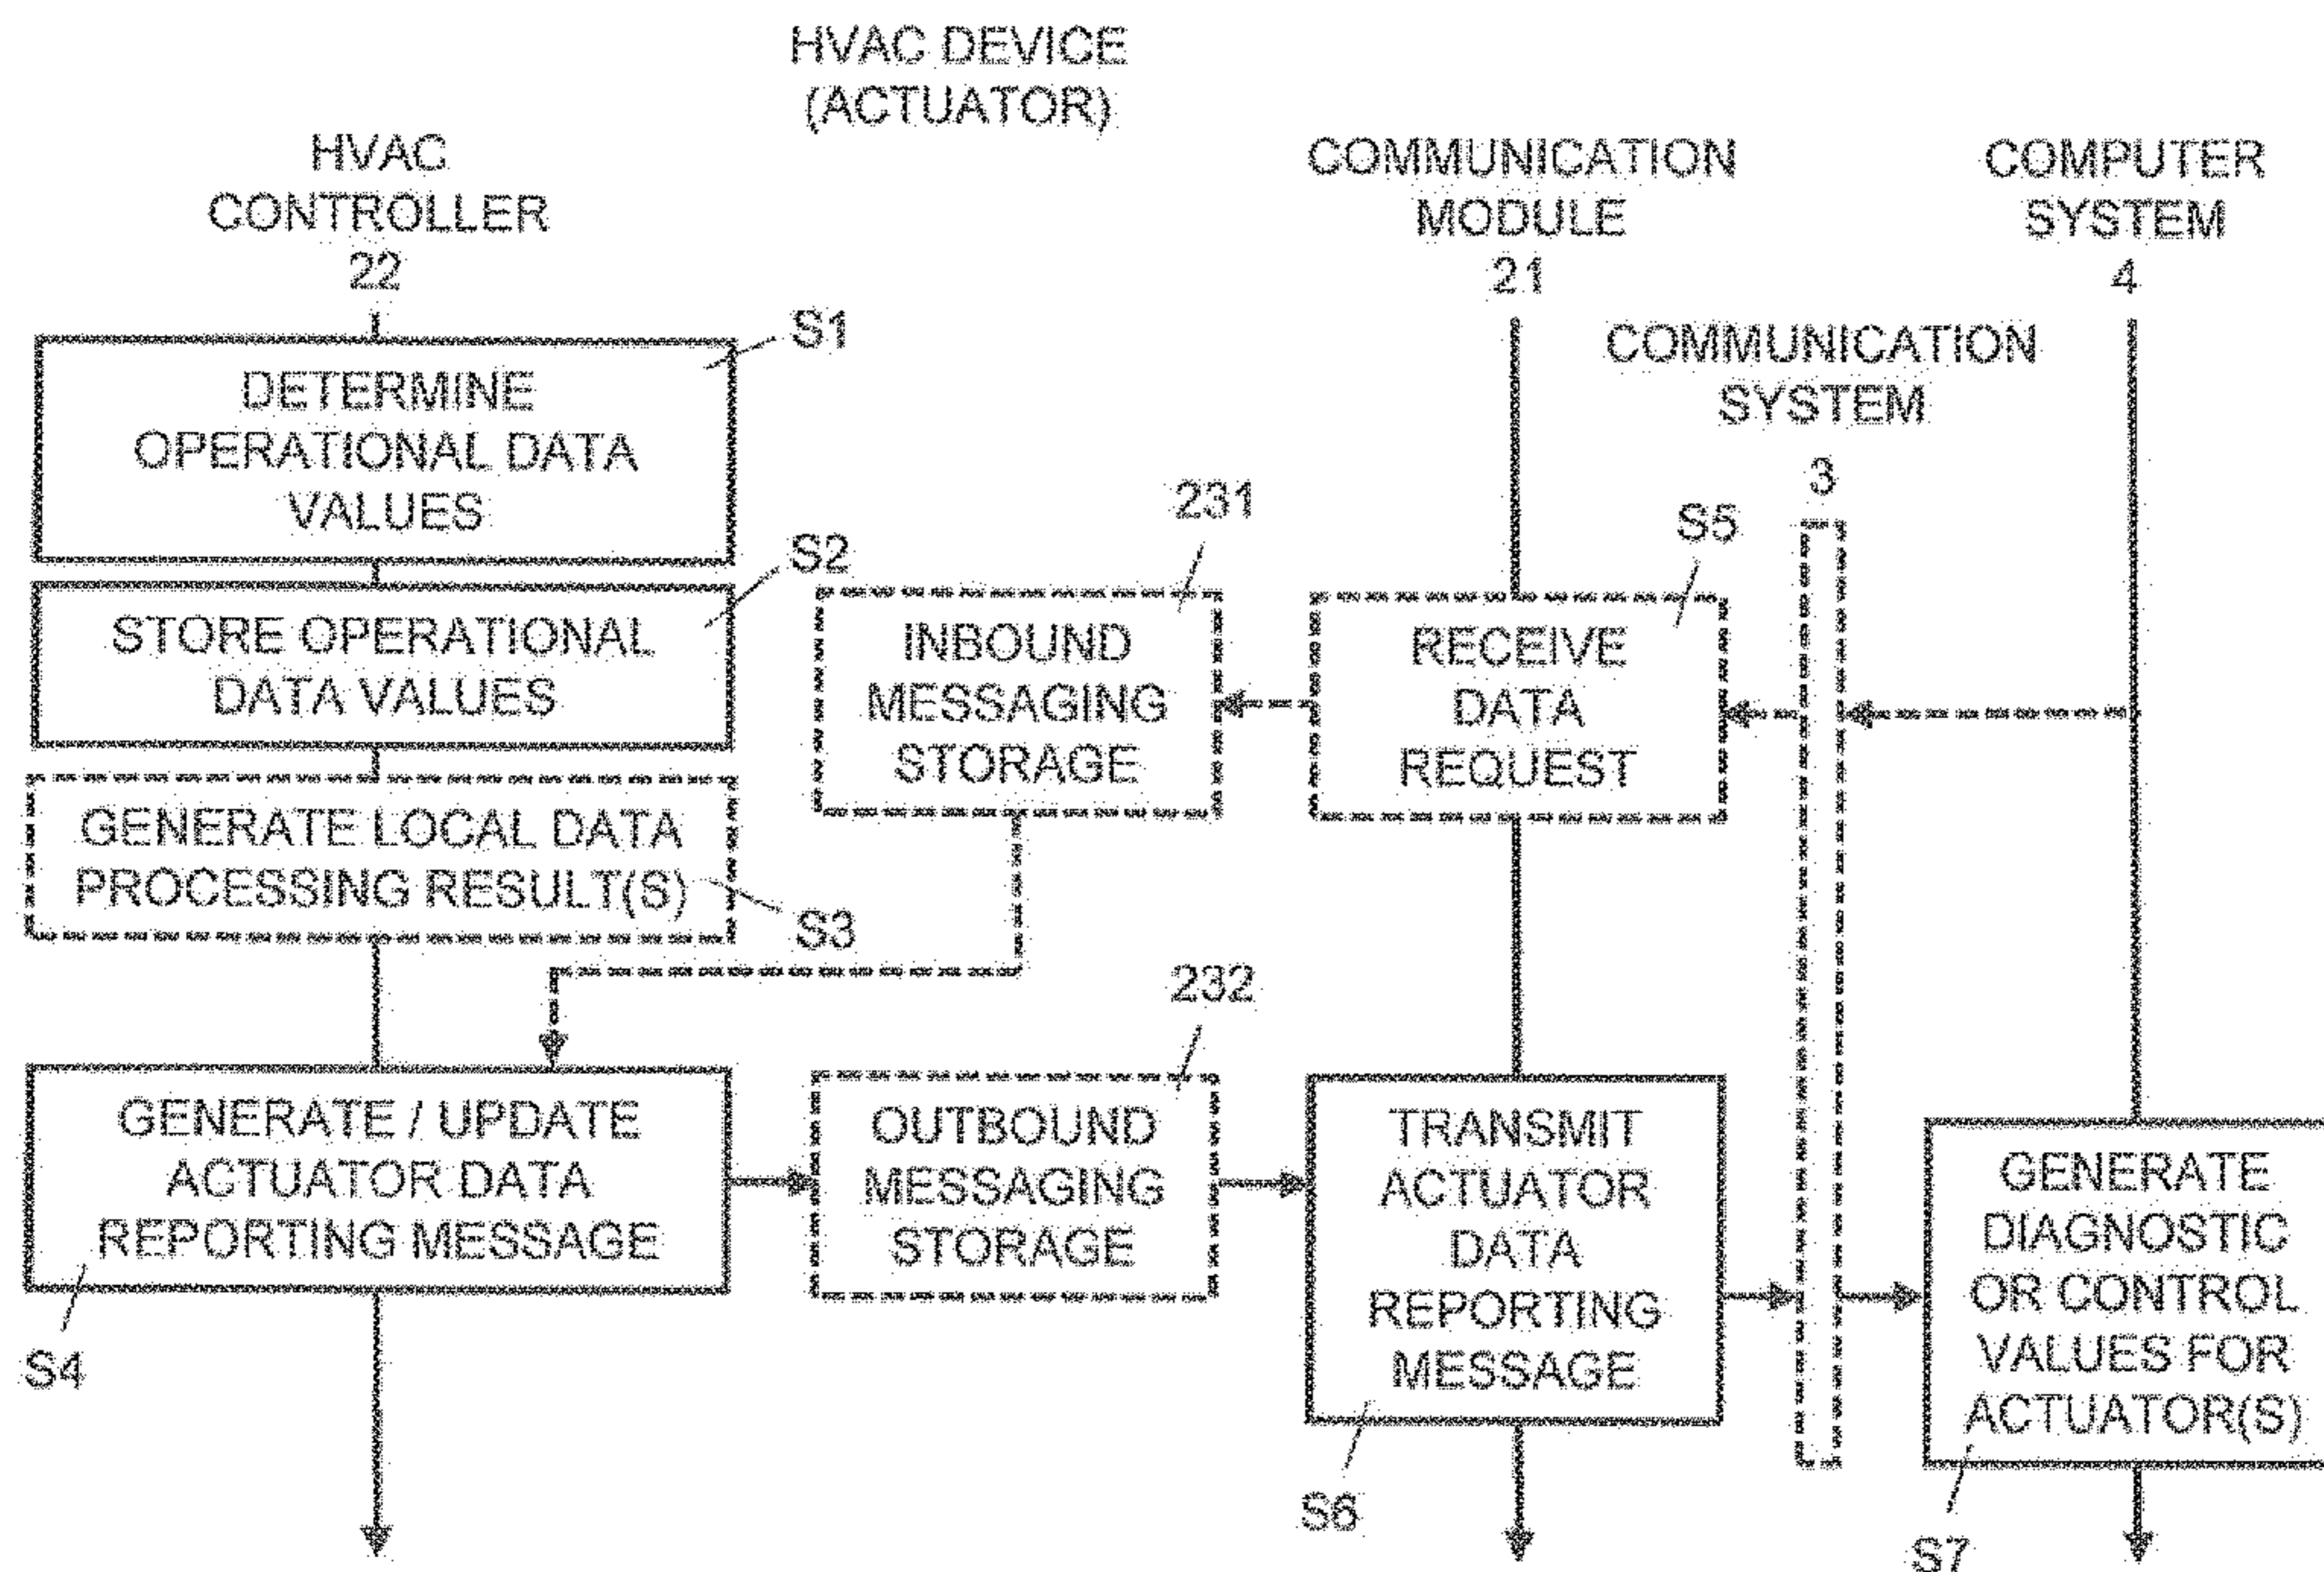 HVAC DEVICE
(ACTUATOR)
HVAC
CONTROLLER
22
COMMUNICATION
MODULE
21
COMPUTER
SYSTEM
4
COMMUNICATION
SYSTEM
3
S1
DETERMINE
OPERATIONAL DATA
VALUES
S2
STORE OPERATIONAL
DATA VALUES
GENERATE LOCAL DATA
PROCESSING RESULT(S)
S3
231
INBOUND
MESSAGING
STORAGE
S5
RECEIVE
DATA
REQUEST
GENERATE / UPDATE
ACTUATOR DATA
REPORTING MESSAGE
S4
232
OUTBOUND
MESSAGING
STORAGE
TRANSMIT
ACTUATOR
DATA
REPORTING
MESSAGE
S6
GENERATE
DIAGNOSTIC
OR CONTROL
VALUES FOR
ACTUATOR(S)
S7